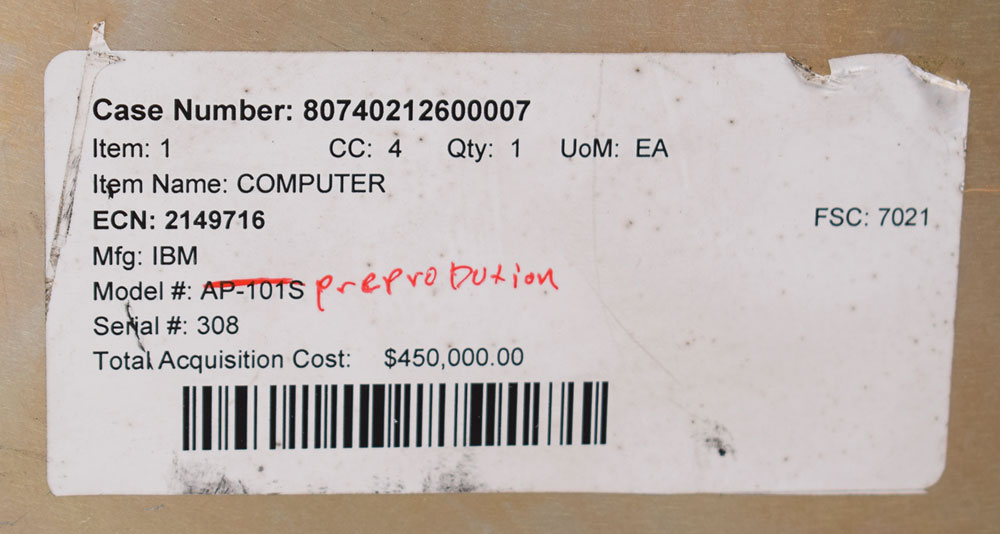 Case Number: 80740212600007
Item: 1 CC: 4 Qty: 1 UoM: EA
Item Name: COMPUTER
ECN: 2149716
FSC: 7021
Mfg: IBM
Model #: AP-101S preprobution
Serial #: 308
Total Acquisition Cost: $450,000.00